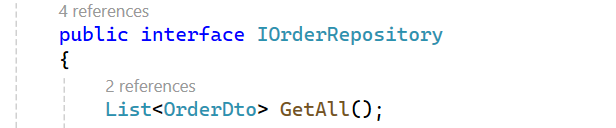 4 references
public interface IOrderRepository
{
2 references
List<OrderDto> GetAll();